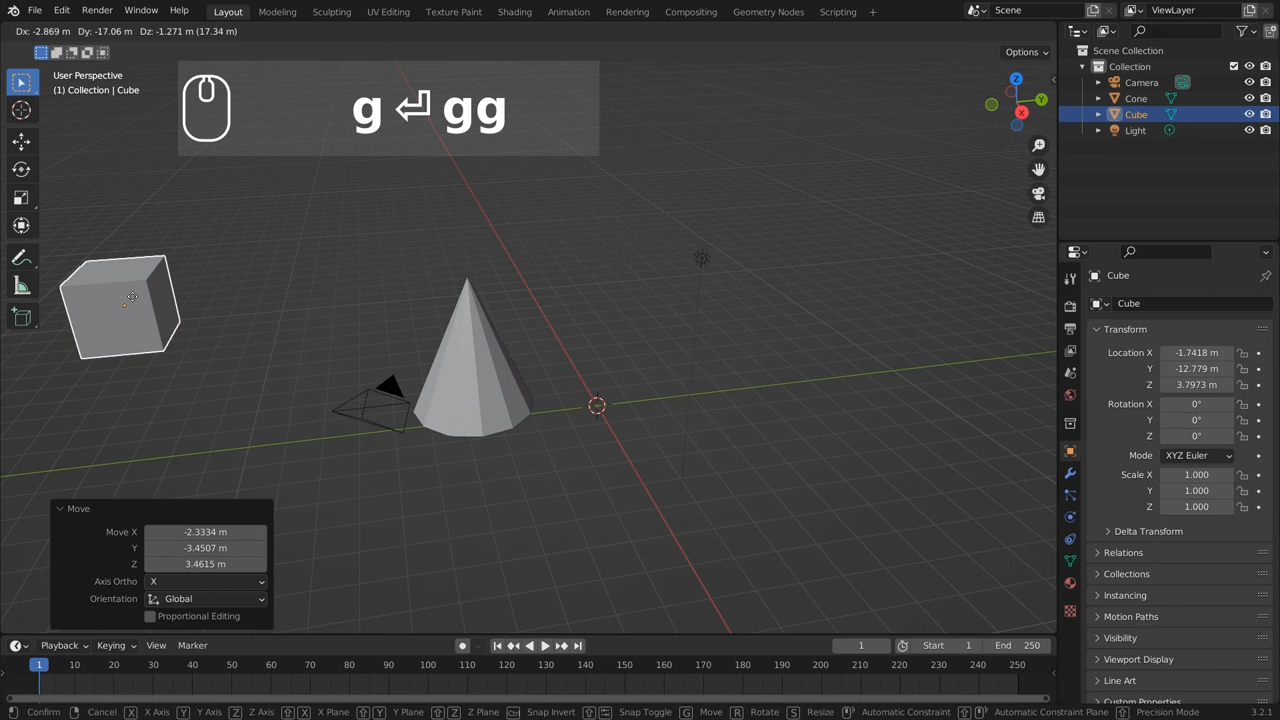 File Edit Render Window Help Layout Modeling Sculpting UV Editing Texture Paint Shading Animation Rendering Compositing Geometry Nodes Scripting + Scene ViewLayer
Dx: -2.869 m Dy: -17.06 m Dz: -1.271 m (17.34 m)
Options
User Perspective
(1) Collection | Cube
g ⏎ gg
Z
Y
X
Scene Collection
Collection
Camera
Cone
Cube
Light
Cube
Cube
Transform
Location X -1.7418 m
Y -12.779 m
Z 3.7973 m
Rotation X 0°
Y 0°
Z 0°
Mode XYZ Euler
Scale X 1.000
Y 1.000
Z 1.000
Delta Transform
Relations
Collections
Instancing
Motion Paths
Visibility
Viewport Display
Line Art
Custom Properties
Move
Move X -2.3334 m
Y -3.4507 m
Z 3.4615 m
Axis Ortho X
Orientation Global
Proportional Editing
Playback Keying View Marker 1 Start 1 End 250
1 10 20 30 40 50 60 70 80 90 100 110 120 130 140 150 160 170 180 190 200 210 220 230 240 250
Confirm Cancel X X Axis Y Y Axis Z Z Axis X X Plane Y Y Plane Z Z Plane Ctrl Snap Invert Snap Toggle G Move R Rotate S Resize Automatic Constraint Automatic Constraint Plane Precision Mode 3.2.1